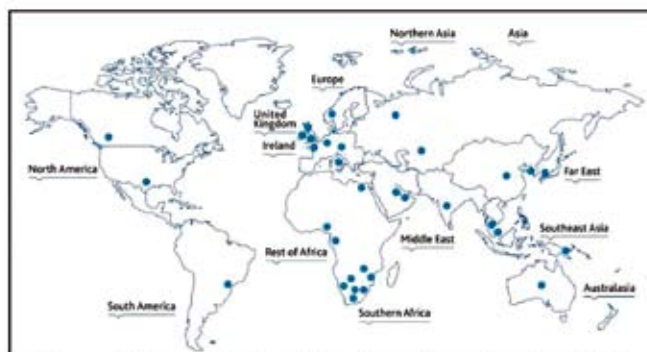 Northern Asia
Asia
Europe
United
Kingdom
Ireland
North America
Far East
Southeast Asia
Middle East
Rest of Africa
Australasia
South America
Southern Africa